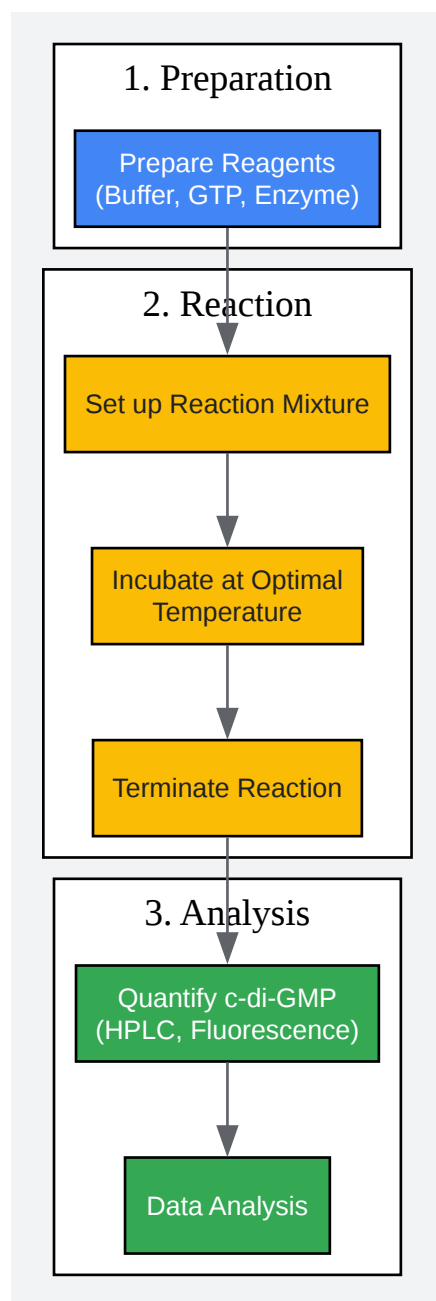 1. Preparation
Prepare Reagents
(Buffer, GTP, Enzyme)
2. Reaction
Set up Reaction Mixture
Incubate at Optimal
Temperature
Terminate Reaction
3. Analysis
Quantify c-di-GMP
(HPLC, Fluorescence)
Data Analysis